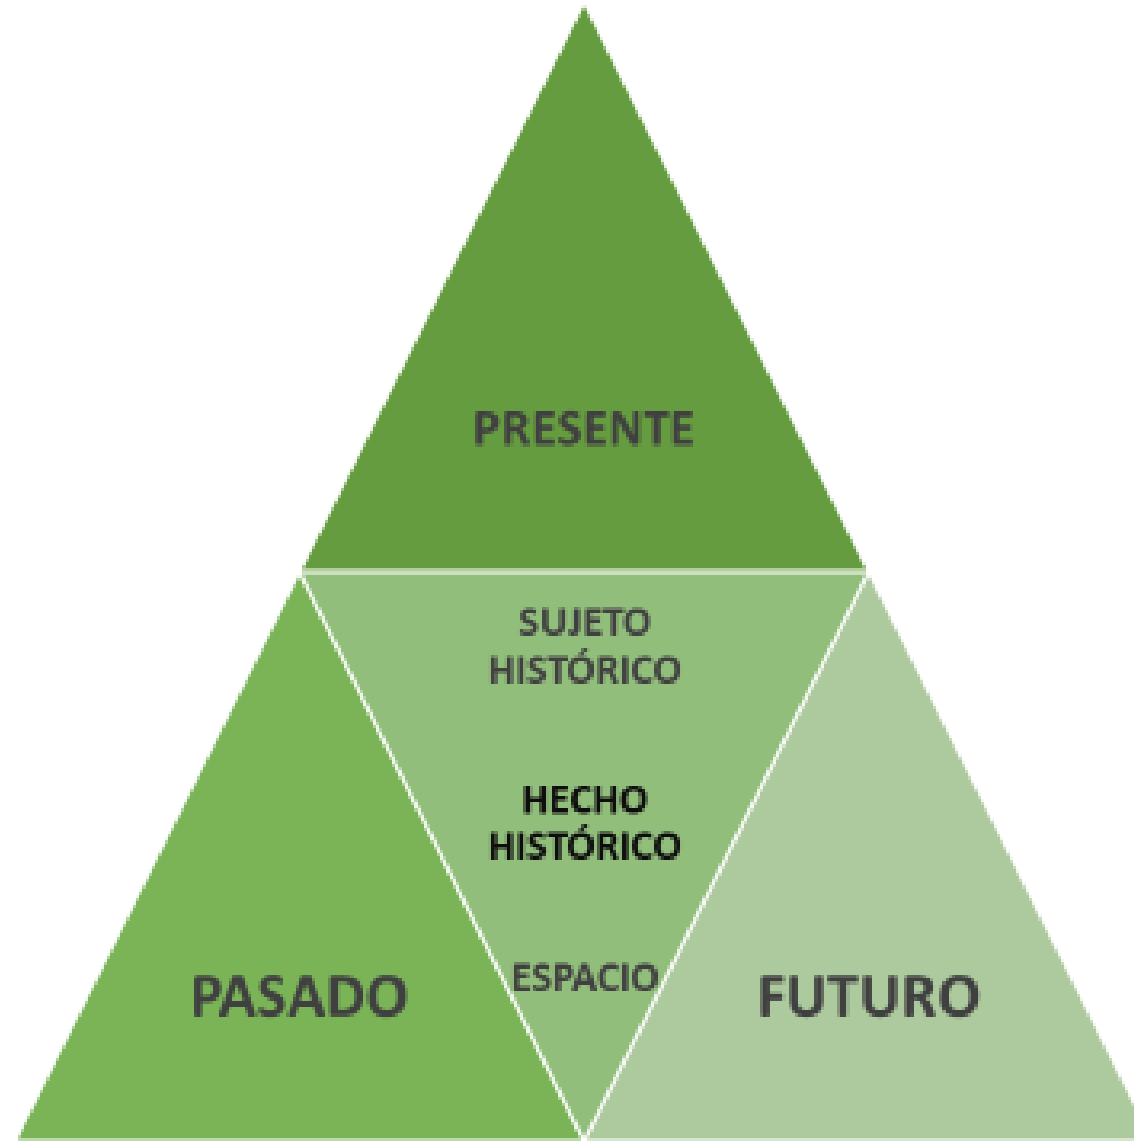 PRESENTE
SUJETO
HISTÓRICO
HECHO
HISTÓRICO
ESPACIO
PASADO
FUTURO